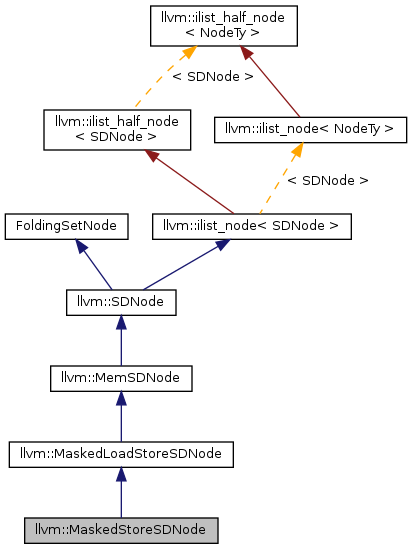 llvm::ilist_half_node
< NodeTy >
< SDNode >
llvm::ilist_half_node
< SDNode >
llvm::ilist_node< NodeTy >
< SDNode >
FoldingSetNode
llvm::ilist_node< SDNode >
llvm::SDNode
llvm::MemSDNode
llvm::MaskedLoadStoreSDNode
llvm::MaskedStoreSDNode